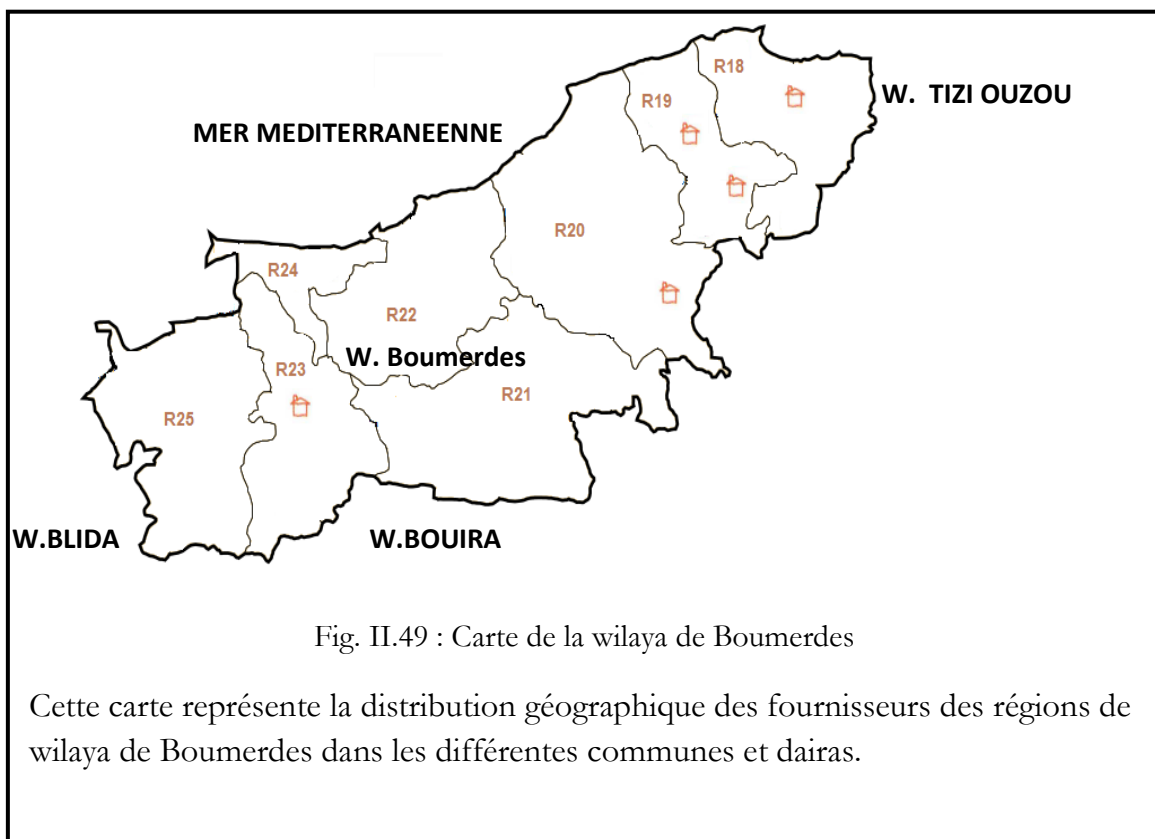 R18
W. TIZI OUZOU
R19
MER MEDITERRANEENNE
R20
R24
R22
W. Boumerdes
R23
R21
R25
W.BLIDA
W.BOUIRA
Fig. II.49 : Carte de la wilaya de Boumerdes
Cette carte représente la distribution géographique des fournisseurs des régions de
wilaya de Boumerdes dans les différentes communes et dairas.